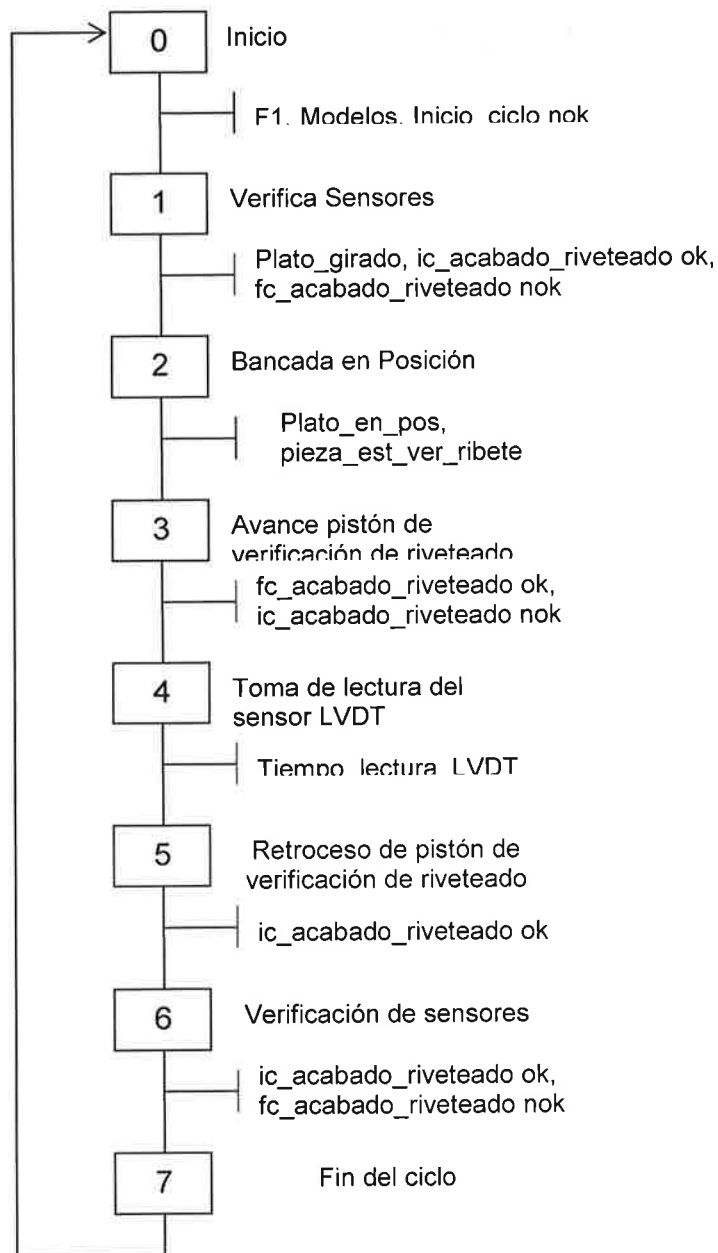 0 Inicio
F1. Modelos. Inicio ciclo nok
1 Verifica Sensores
Plato_girado, ic_acabado_riveteado ok,
fc_acabado_riveteado nok
2 Bancada en Posición
Plato_en_pos,
pieza_est_ver_ribete
3 Avance pistón de
verificación de riveteado
fc_acabado_riveteado ok,
ic_acabado_riveteado nok
4 Toma de lectura del
sensor LVDT
Tiempo lectura LVDT
5 Retroceso de pistón de
verificación de riveteado
ic_acabado_riveteado ok
6 Verificación de sensores
ic_acabado_riveteado ok,
fc_acabado_riveteado nok
7 Fin del ciclo